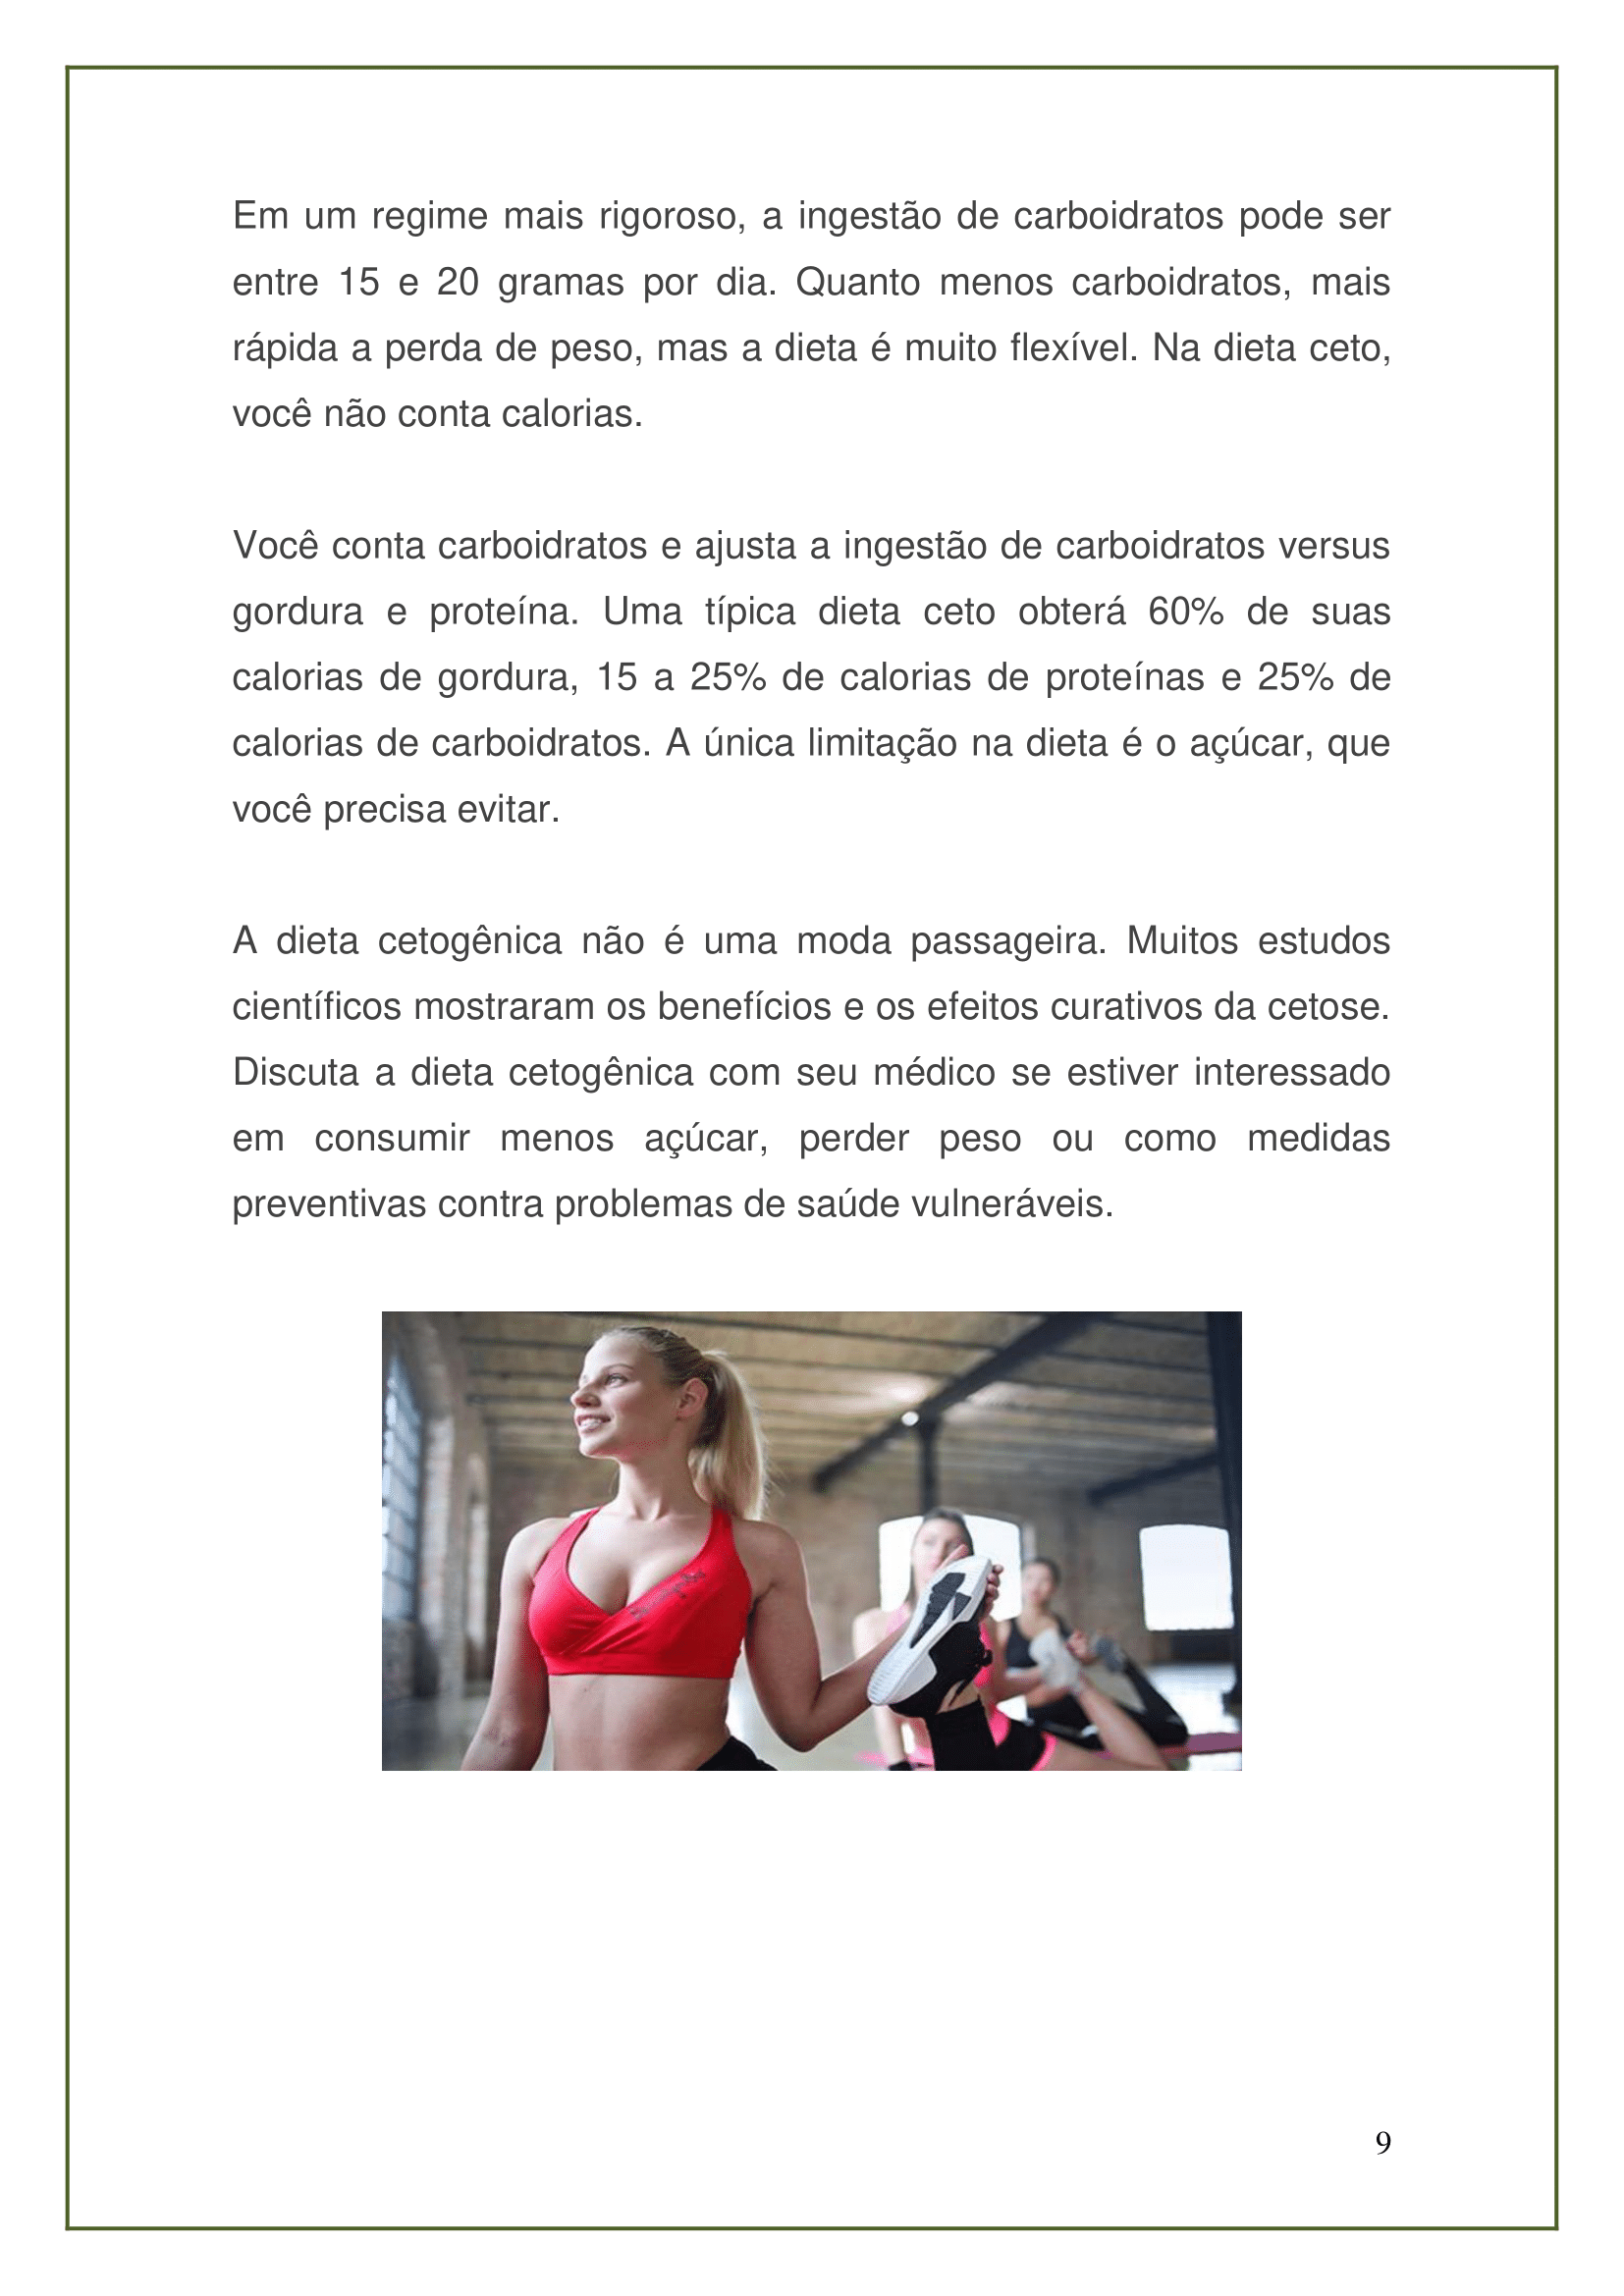 Em um regime mais rigoroso, a ingestão de carboidratos pode ser
entre 15 e 20 gramas por dia. Quanto menos carboidratos, mais
rápida a perda de peso, mas a dieta é muito flexível. Na dieta ceto,
você não conta calorias.
Você conta carboidratos e ajusta a ingestão de carboidratos versus
gordura e proteína. Uma típica dieta ceto obterá 60% de suas
calorias de gordura, 15 a 25% de calorias de proteínas e 25% de
calorias de carboidratos. A única limitação na dieta é o açúcar, que
você precisa evitar.
A dieta cetogênica não é uma moda passageira. Muitos estudos
científicos mostraram os benefícios e os efeitos curativos da cetose.
Discuta a dieta cetogênica com seu médico se estiver interessado
em consumir menos açúcar, perder peso ou como medidas
preventivas contra problemas de saúde vulneráveis.
9